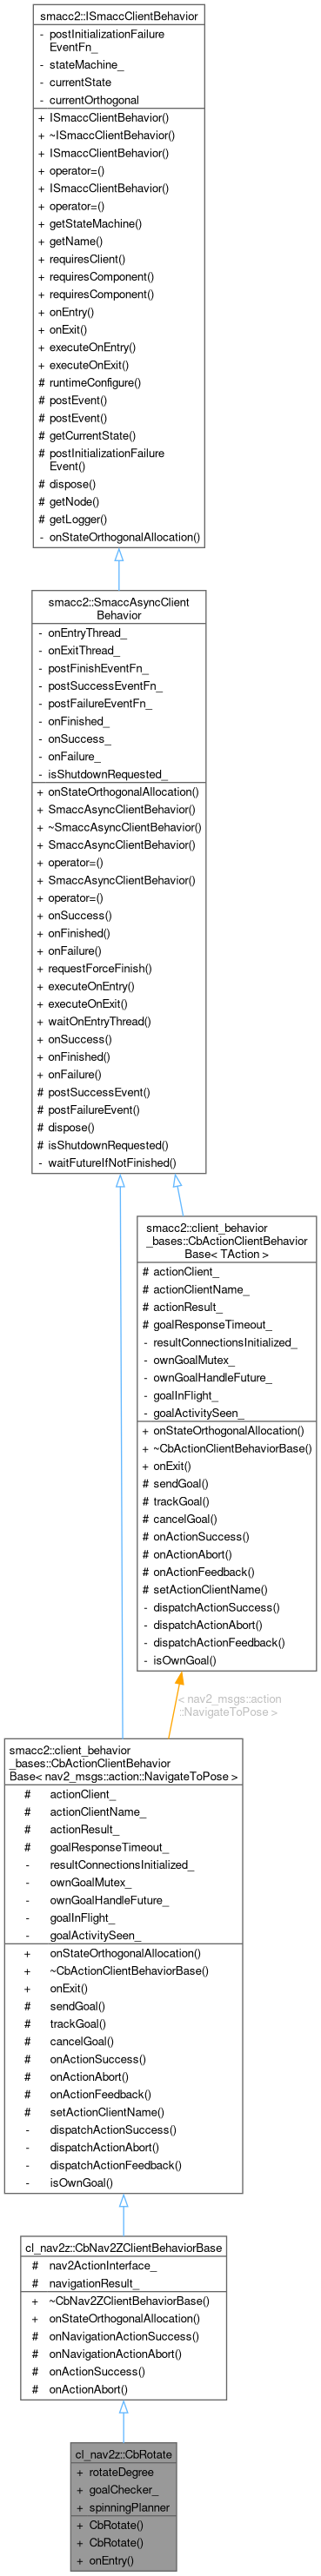 smacc2::ISmaccClientBehavior
- postInitializationFailure
EventFn_
- stateMachine_
- currentState
- currentOrthogonal
+ ISmaccClientBehavior()
+ ~ISmaccClientBehavior()
+ ISmaccClientBehavior()
+ operator=()
+ ISmaccClientBehavior()
+ operator=()
+ getStateMachine()
+ getName()
+ requiresClient()
+ requiresComponent()
+ requiresComponent()
+ onEntry()
+ onExit()
+ executeOnEntry()
+ executeOnExit()
# runtimeConfigure()
# postEvent()
# postEvent()
# getCurrentState()
# postInitializationFailure
Event()
# dispose()
# getNode()
# getLogger()
- onStateOrthogonalAllocation()
smacc2::SmaccAsyncClient
Behavior
- onEntryThread_
- onExitThread_
- postFinishEventFn_
- postSuccessEventFn_
- postFailureEventFn_
- onFinished_
- onSuccess_
- onFailure_
- isShutdownRequested_
+ onStateOrthogonalAllocation()
+ SmaccAsyncClientBehavior()
+ ~SmaccAsyncClientBehavior()
+ SmaccAsyncClientBehavior()
+ operator=()
+ SmaccAsyncClientBehavior()
+ operator=()
+ onSuccess()
+ onFinished()
+ onFailure()
+ requestForceFinish()
+ executeOnEntry()
+ executeOnExit()
+ waitOnEntryThread()
+ onSuccess()
+ onFinished()
+ onFailure()
# postSuccessEvent()
# postFailureEvent()
# dispose()
# isShutdownRequested()
- waitFutureIfNotFinished()
smacc2::client_behavior
_bases::CbActionClientBehavior
Base< TAction >
# actionClient_
# actionClientName_
# actionResult_
# goalResponseTimeout_
- resultConnectionsInitialized_
- ownGoalMutex_
- ownGoalHandleFuture_
- goalInFlight_
- goalActivitySeen_
+ onStateOrthogonalAllocation()
+ ~CbActionClientBehaviorBase()
+ onExit()
# sendGoal()
# trackGoal()
# cancelGoal()
# onActionSuccess()
# onActionAbort()
# onActionFeedback()
# setActionClientName()
- dispatchActionSuccess()
- dispatchActionAbort()
- dispatchActionFeedback()
- isOwnGoal()
< nav2_msgs::action
::NavigateToPose >
smacc2::client_behavior
_bases::CbActionClientBehavior
Base< nav2_msgs::action::NavigateToPose >
# actionClient_
# actionClientName_
# actionResult_
# goalResponseTimeout_
- resultConnectionsInitialized_
- ownGoalMutex_
- ownGoalHandleFuture_
- goalInFlight_
- goalActivitySeen_
+ onStateOrthogonalAllocation()
+ ~CbActionClientBehaviorBase()
+ onExit()
# sendGoal()
# trackGoal()
# cancelGoal()
# onActionSuccess()
# onActionAbort()
# onActionFeedback()
# setActionClientName()
- dispatchActionSuccess()
- dispatchActionAbort()
- dispatchActionFeedback()
- isOwnGoal()
cl_nav2z::CbNav2ZClientBehaviorBase
# nav2ActionInterface_
# navigationResult_
+ ~CbNav2ZClientBehaviorBase()
+ onStateOrthogonalAllocation()
# onNavigationActionSuccess()
# onNavigationActionAbort()
# onActionSuccess()
# onActionAbort()
cl_nav2z::CbRotate
+ rotateDegree
+ goalChecker_
+ spinningPlanner
+ CbRotate()
+ CbRotate()
+ onEntry()